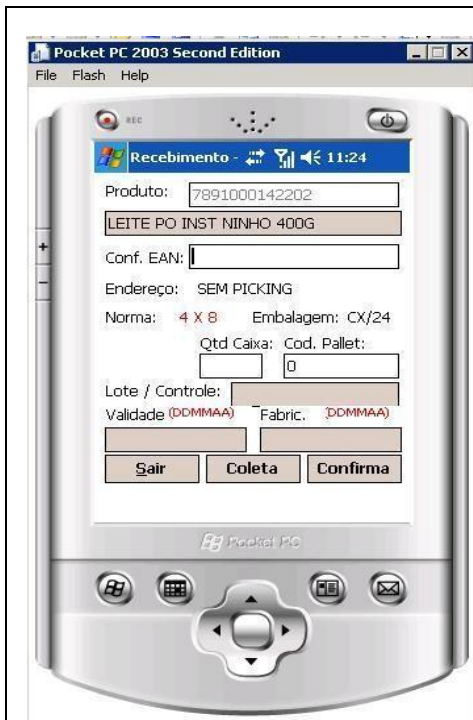 Pocket PC 2003 Second Edition
File Flash Help
REC
Recebimento - 11:24
Produto: 7891000142202
LEITE PO INST NINHO 400G
Conf. EAN:
Endereço: SEM PICKING
Norma: 4 X 8 Embalagem: CX/24
Qtd Caixa: Cod. Pallet:
0
Lote / Controle:
Validade (DDMMAA) Fabric. (DDMMAA)
Sair Coleta Confirma
Pocket PC